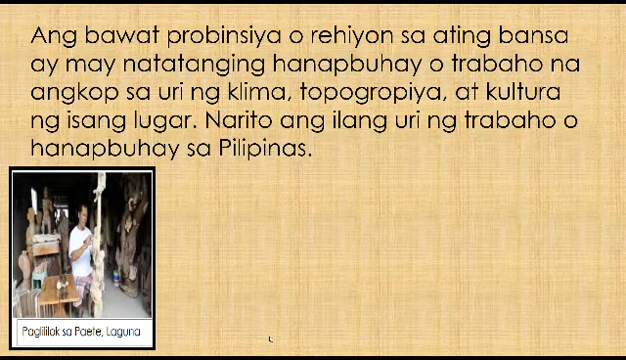 Ang bawat probinsiya o rehiyon sa ating bansa
ay may natatanging hanapbuhay o trabaho na
angkop sa uri ng klima, topogropiya, at kultura
ng isang lugar. Narito ang ilang uri ng trabaho o
hanapbuhay sa Pilipinas.
Paglililok sa Paete, Laguna